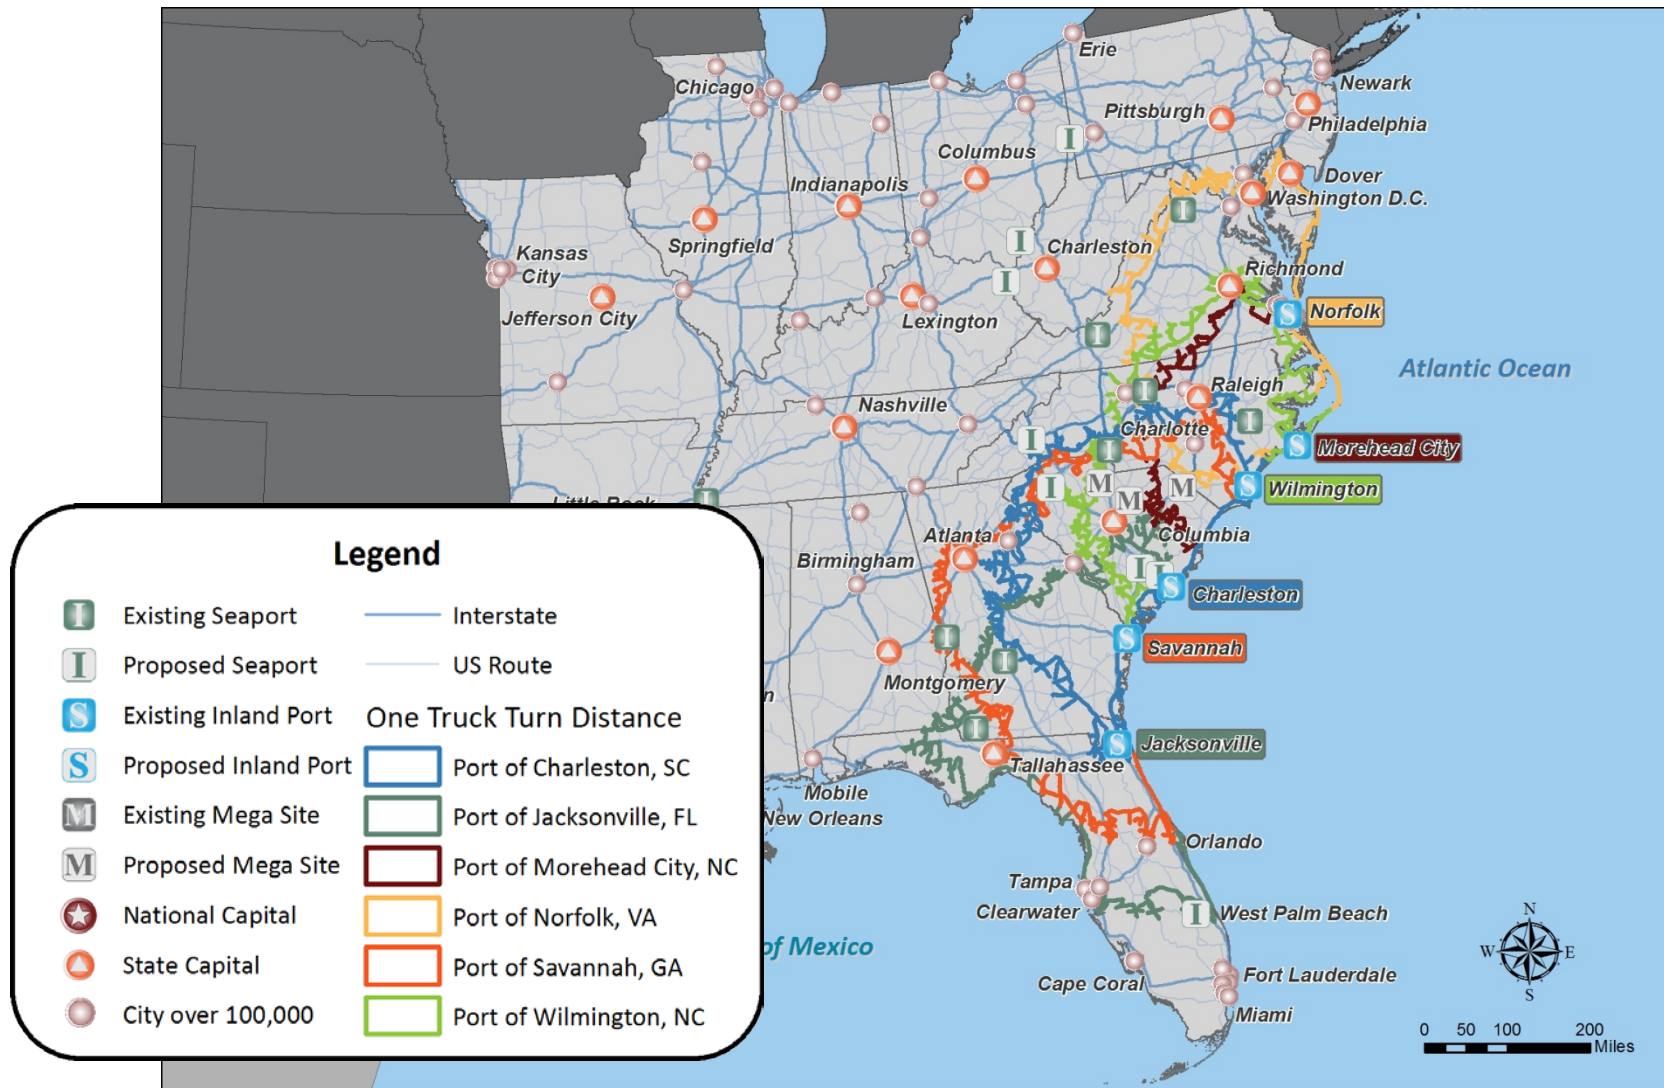 Erie
Chicago
Newark
Pittsburgh
Philadelphia
Columbus
Indianapolis
Dover
Washington D.C.
Springfield
Charleston
Kansas
City
Richmond
Jefferson City
Lexington
Norfolk
Atlantic Ocean
Raleigh
Nashville
Charlotte
Morehead City
Wilmington
Columbia
Atlanta
Birmingham
Charleston
Savannah
Montgomery
Jacksonville
Tallahassee
Mobile
New Orleans
Orlando
Tampa
Clearwater
West Palm Beach
of Mexico
Cape Coral
Fort Lauderdale
Miami
N
W E
S
0 50 100 200
Miles
Legend
I Existing Seaport
I Proposed Seaport
S Existing Inland Port
S Proposed Inland Port
M Existing Mega Site
M Proposed Mega Site
National Capital
State Capital
City over 100,000
Interstate
US Route
One Truck Turn Distance
Port of Charleston, SC
Port of Jacksonville, FL
Port of Morehead City, NC
Port of Norfolk, VA
Port of Savannah, GA
Port of Wilmington, NC